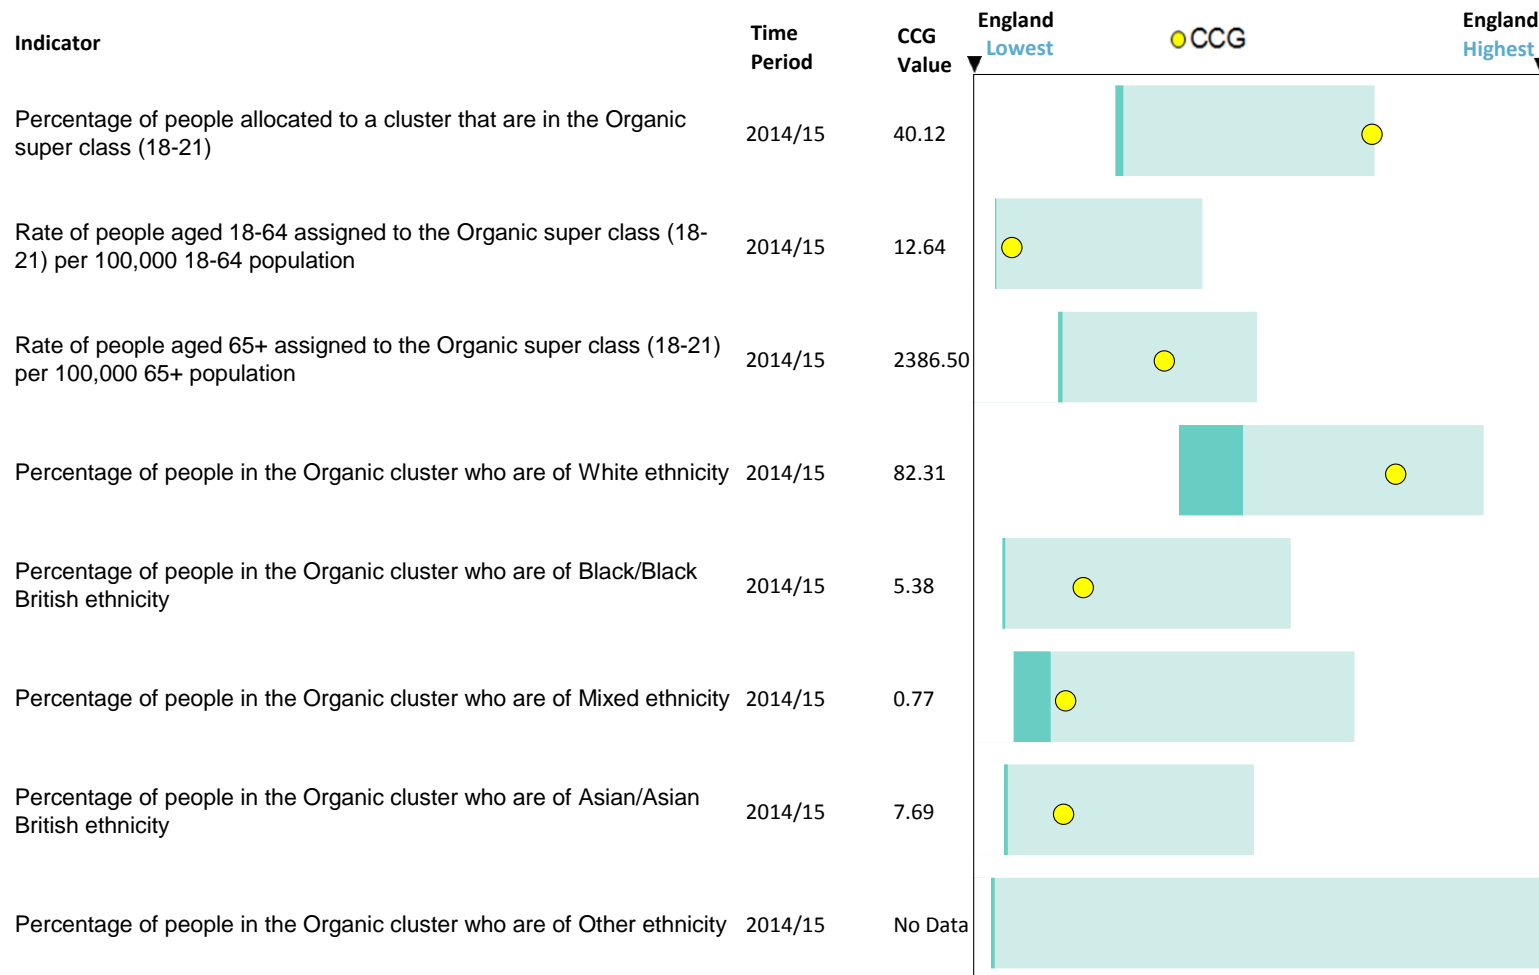 Indicator
Time
Period
CCG
Value
England
Lowest
CCG
England
Highest
Percentage of people allocated to a cluster that are in the Organic
super class (18-21)
2014/15
40.12
Rate of people aged 18-64 assigned to the Organic super class (18-
21) per 100,000 18-64 population
2014/15
12.64
Rate of people aged 65+ assigned to the Organic super class (18-21)
per 100,000 65+ population
2014/15
2386.50
Percentage of people in the Organic cluster who are of White ethnicity
2014/15
82.31
Percentage of people in the Organic cluster who are of Black/Black
British ethnicity
2014/15
5.38
Percentage of people in the Organic cluster who are of Mixed ethnicity
2014/15
0.77
Percentage of people in the Organic cluster who are of Asian/Asian
British ethnicity
2014/15
7.69
Percentage of people in the Organic cluster who are of Other ethnicity
2014/15
No Data